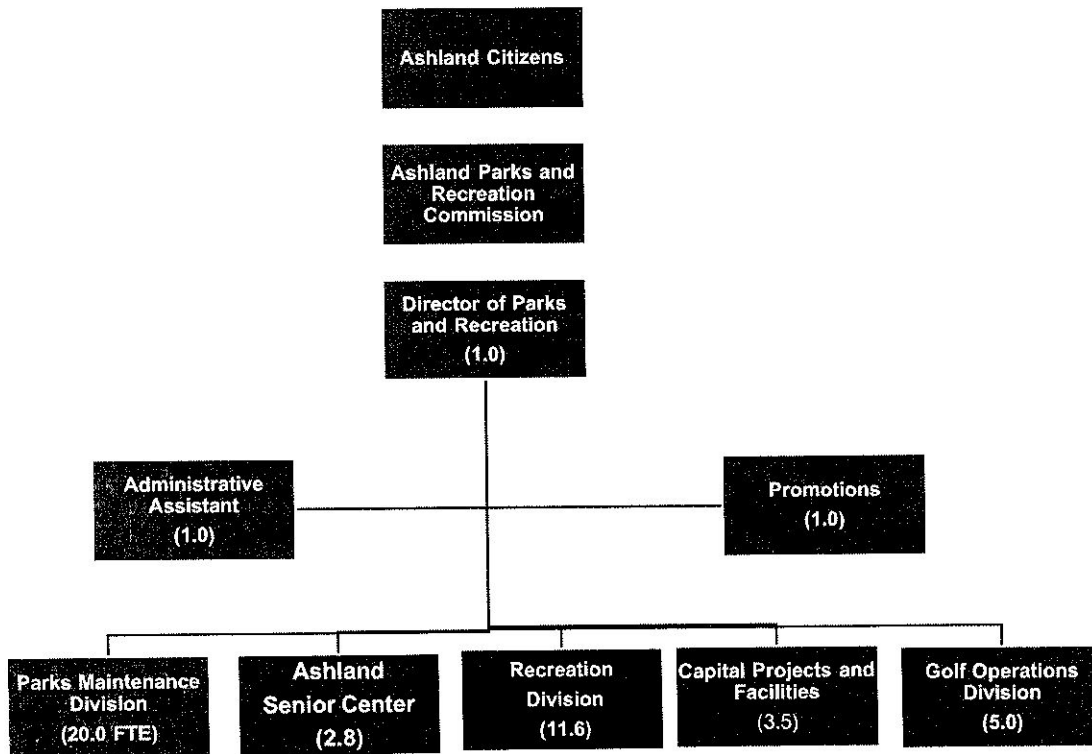 Ashland Citizens
Ashland Parks and
Recreation
Commission
Director of Parks
and Recreation
(1.0)
Administrative
Assistant
(1.0)
Promotions
(1.0)
Parks Maintenance
Division
(20.0 FTE)
Ashland
Senior Center
(2.8)
Recreation
Division
(11.6)
Capital Projects and
Facilities
(3.5)
Golf Operations
Division
(5.0)